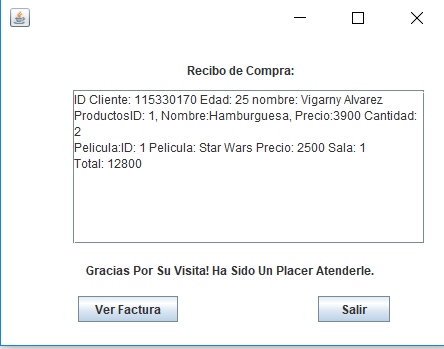 Recibo de Compra:
ID Cliente: 115330170 Edad: 25 nombre: Vigarny Alvarez
ProductosID: 1, Nombre:Hamburguesa, Precio:3900 Cantidad:
2
Pelicula:ID: 1 Pelicula: Star Wars Precio: 2500 Sala: 1
Total: 12800
Gracias Por Su Visita! Ha Sido Un Placer Atenderle.
Ver Factura
Salir